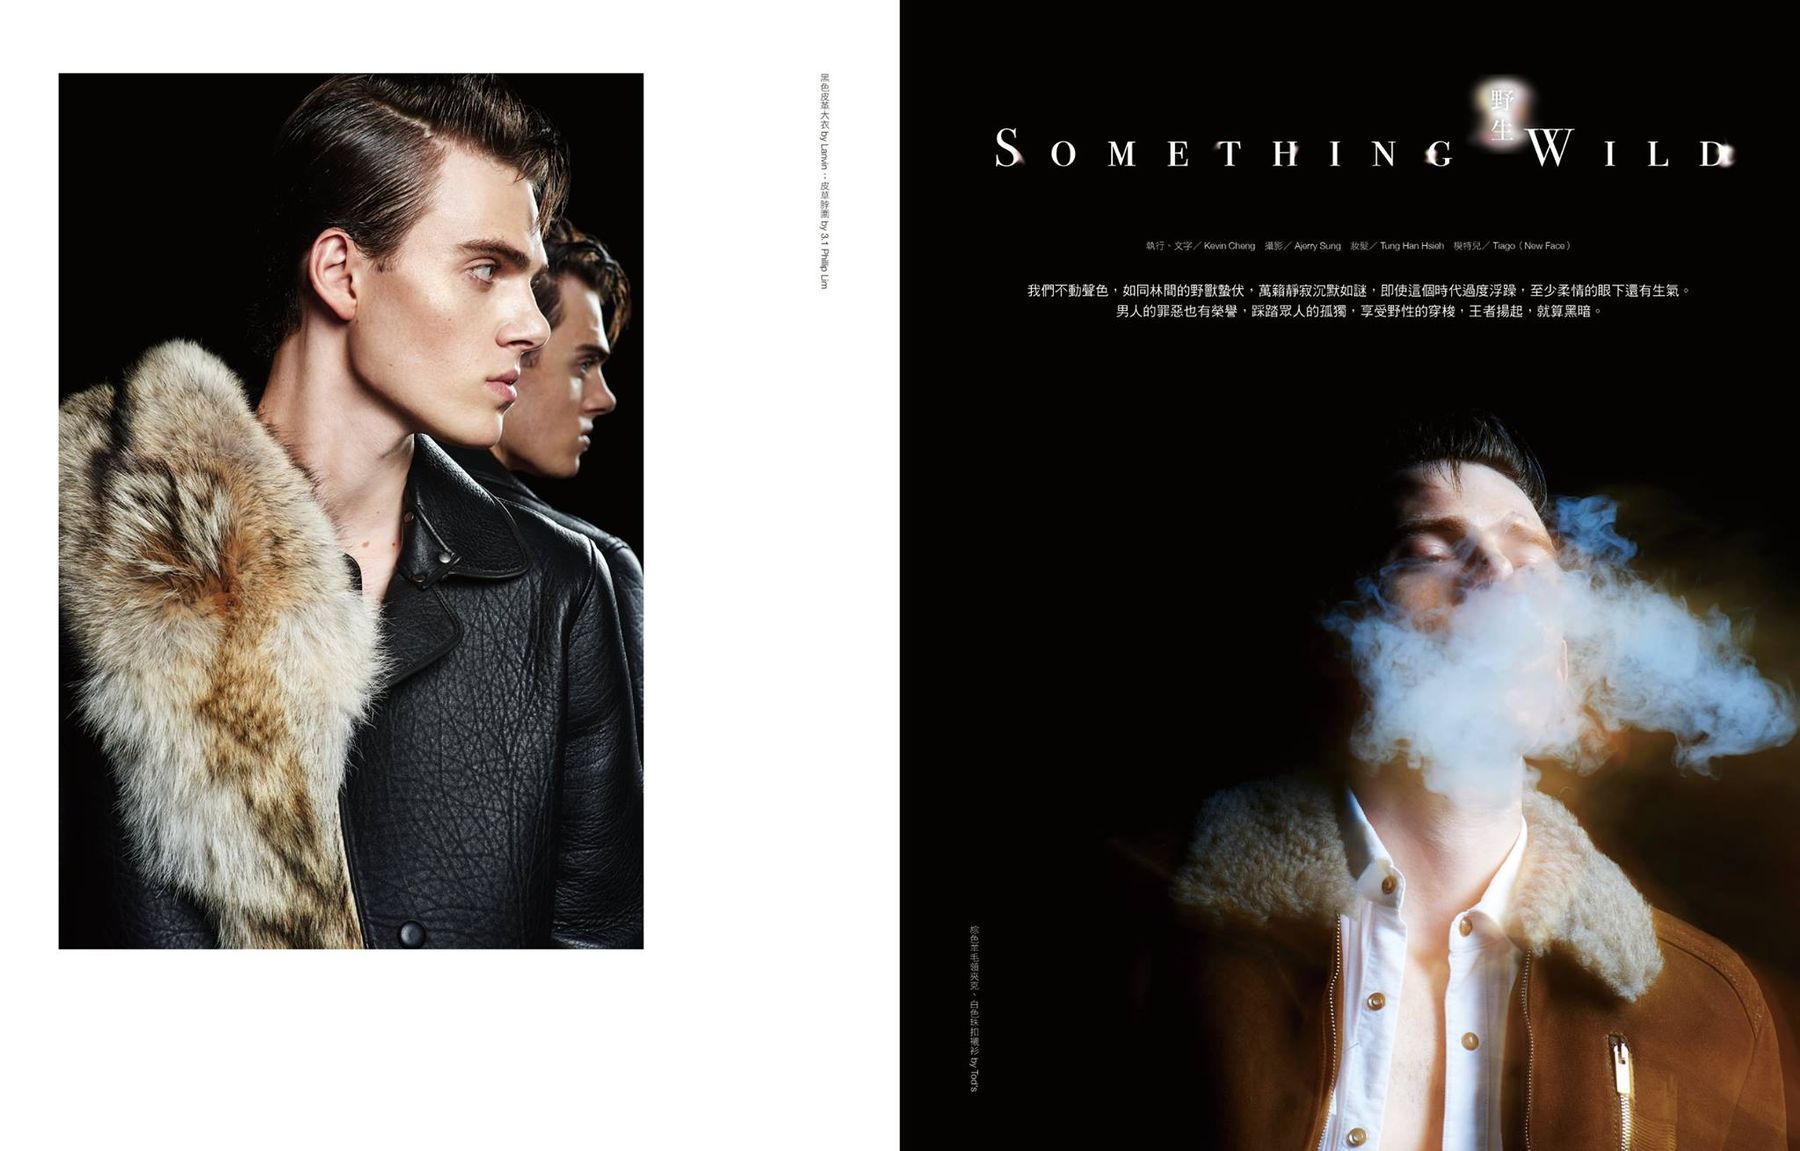 黑色皮革大衣 by Lanvin；皮草脖圍 by 3.1 Phillip Lim
野生
SOMETHING WILD
執行、文字／Kevin Cheng　攝影／Ajerry Sung　妝髮／Tung Han Hsieh　模特兒／Tiago（New Face）
我們不動聲色，如同林間的野獸蟄伏，萬籟靜寂沉默如謎，即使這個時代過度浮躁，至少柔情的眼下還有生氣。
男人的罪惡也有榮譽，踩踏眾人的孤獨，享受野性的穿梭，王者揚起，就算黑暗。
棕色羊毛領夾克、白色珠扣襯衫 by Tod's